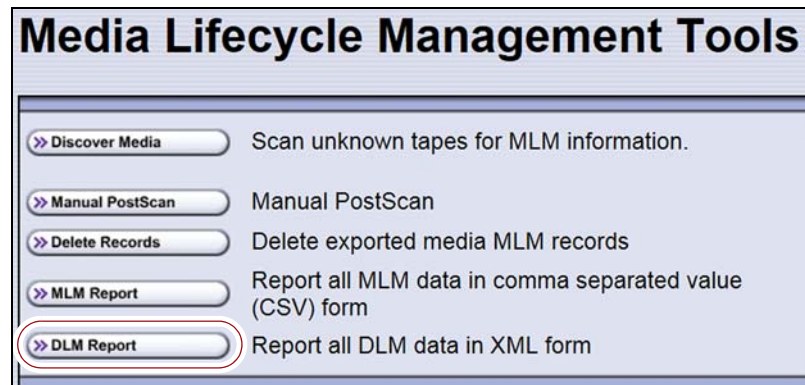 Media Lifecycle Management Tools
Discover Media Scan unknown tapes for MLM information.
Manual PostScan Manual PostScan
Delete Records Delete exported media MLM records
MLM Report Report all MLM data in comma separated value
(CSV) form
DLM Report Report all DLM data in XML form